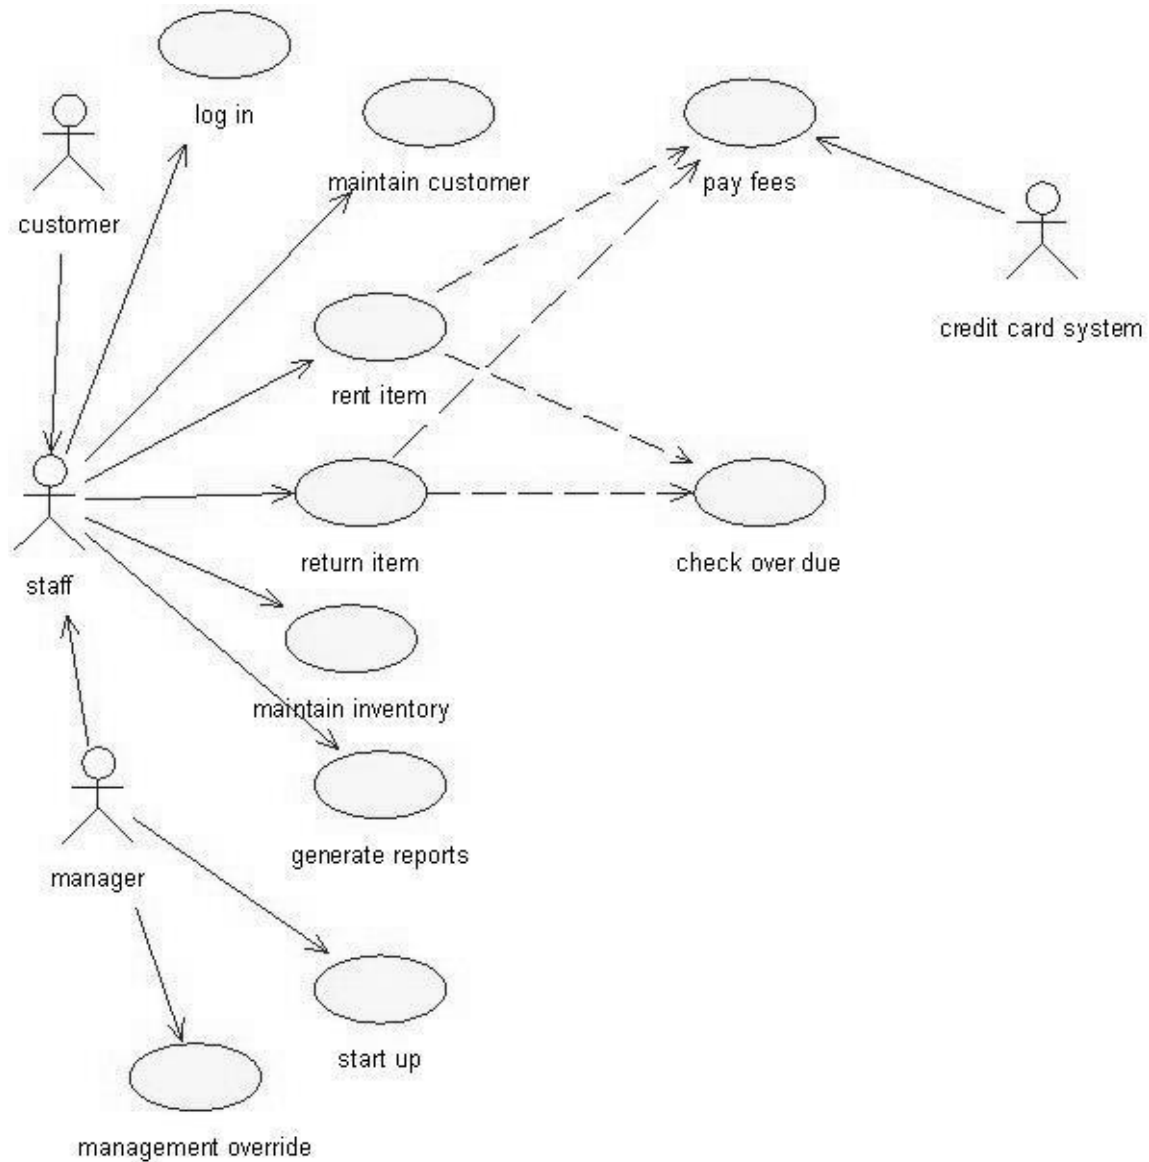 log in
maintain customer
pay fees
customer
credit card system
rent item
return item
check over due
staff
maintain inventory
generate reports
manager
start up
management override